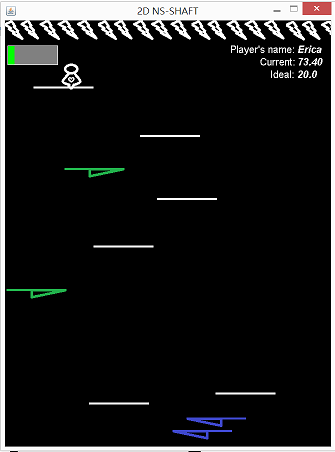 2D NS-SHAFT
Player's name: Erica
Current: 73.40
Ideal: 20.0